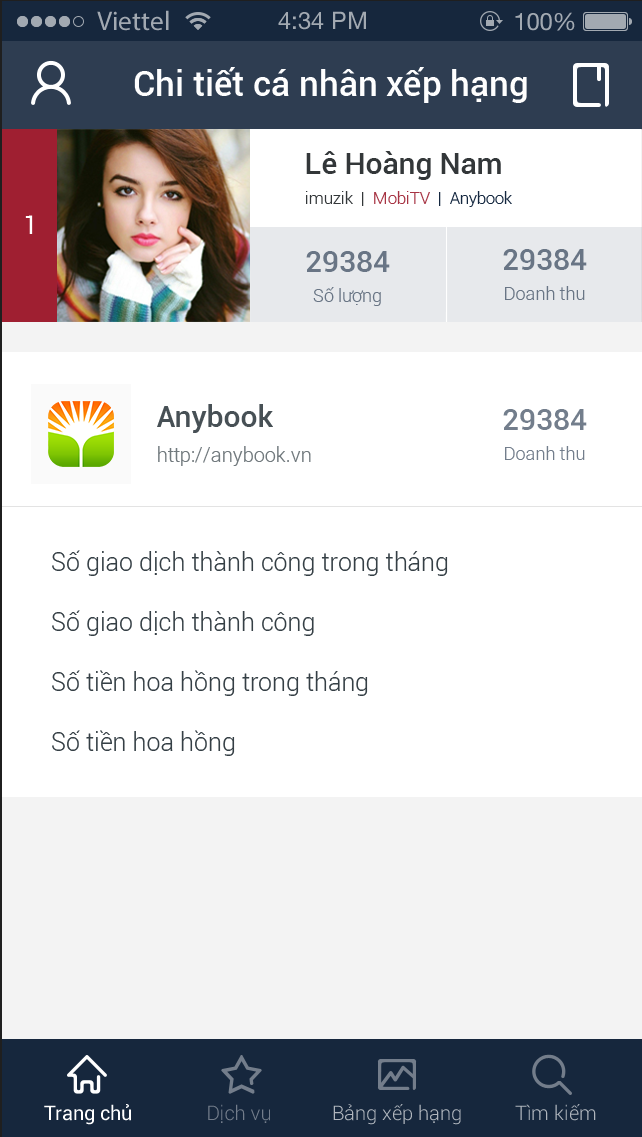 Viettel 4:34 PM 100%
Chi tiết cá nhân xếp hạng
1
Lê Hoàng Nam
imuzik | MobiTV | Anybook
29384 29384
Số lượng Doanh thu
Anybook 29384
http://anybook.vn Doanh thu
Số giao dịch thành công trong tháng
Số giao dịch thành công
Số tiền hoa hồng trong tháng
Số tiền hoa hồng
Trang chủ Dịch vụ Bảng xếp hạng Tìm kiếm